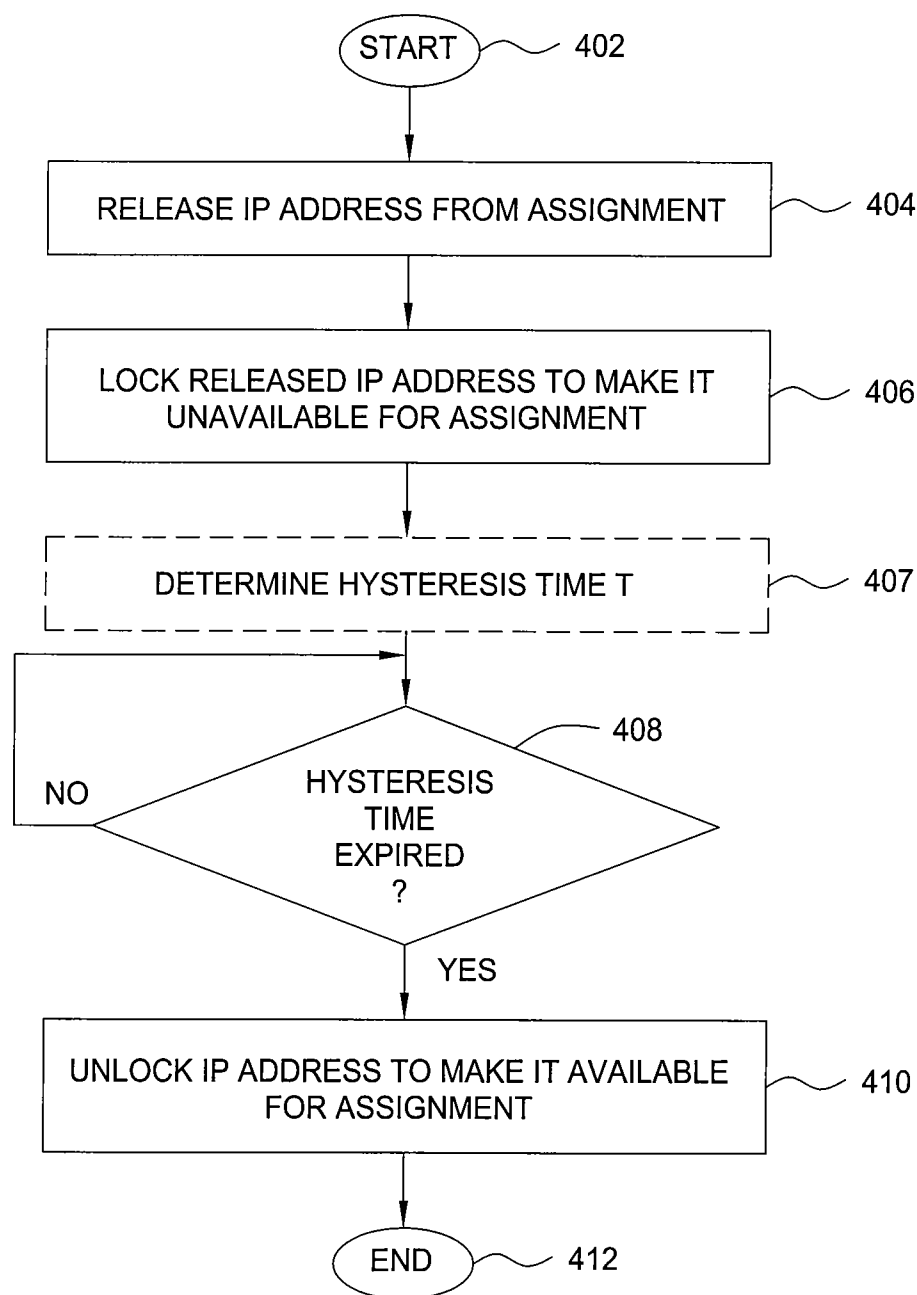 START
402
RELEASE IP ADDRESS FROM ASSIGNMENT
404
LOCK RELEASED IP ADDRESS TO MAKE IT
UNAVAILABLE FOR ASSIGNMENT
406
DETERMINE HYSTERESIS TIME T
407
408
HYSTERESIS
TIME
EXPIRED
?
NO
YES
UNLOCK IP ADDRESS TO MAKE IT AVAILABLE
FOR ASSIGNMENT
410
END
412